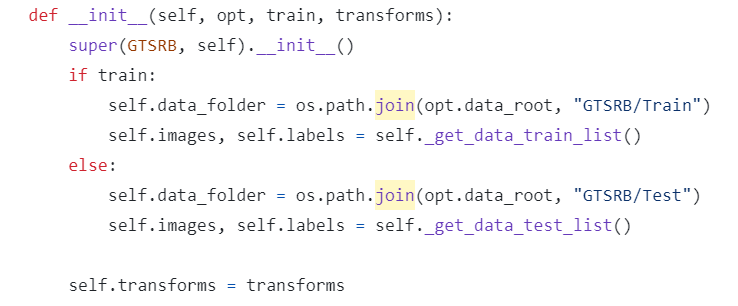 def __init__(self, opt, train, transforms):
super(GTSRB, self).__init__()
if train:
self.data_folder = os.path.join(opt.data_root, "GTSRB/Train")
self.images, self.labels = self._get_data_train_list()
else:
self.data_folder = os.path.join(opt.data_root, "GTSRB/Test")
self.images, self.labels = self._get_data_test_list()
self.transforms = transforms